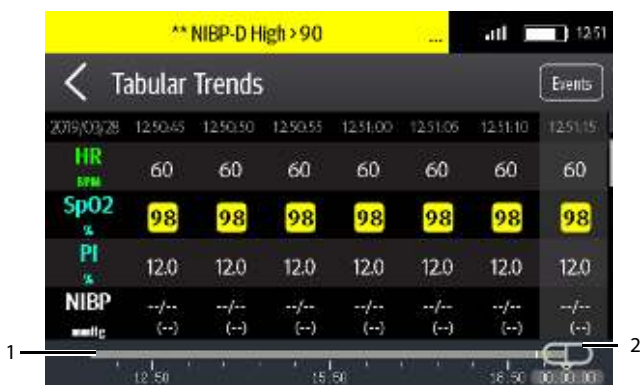 ** NIBP-D High > 90 ... 12:51
Tabular Trends Events
2019/03/28 12:50:45 12:50:50 12:50:55 12:51:00 12:51:05 12:51:10 12:51:15
HR 60 60 60 60 60 60 60
BPM
SpO2 98 98 98 98 98 98 98
%
PI 12.0 12.0 12.0 12.0 12.0 12.0 12.0
%
NIBP --/-- --/-- --/-- --/-- --/-- --/-- --/--
mmHg (--) (--) (--) (--) (--) (--) (--)
1 2
12:50 15:50 18:50 00:00:00